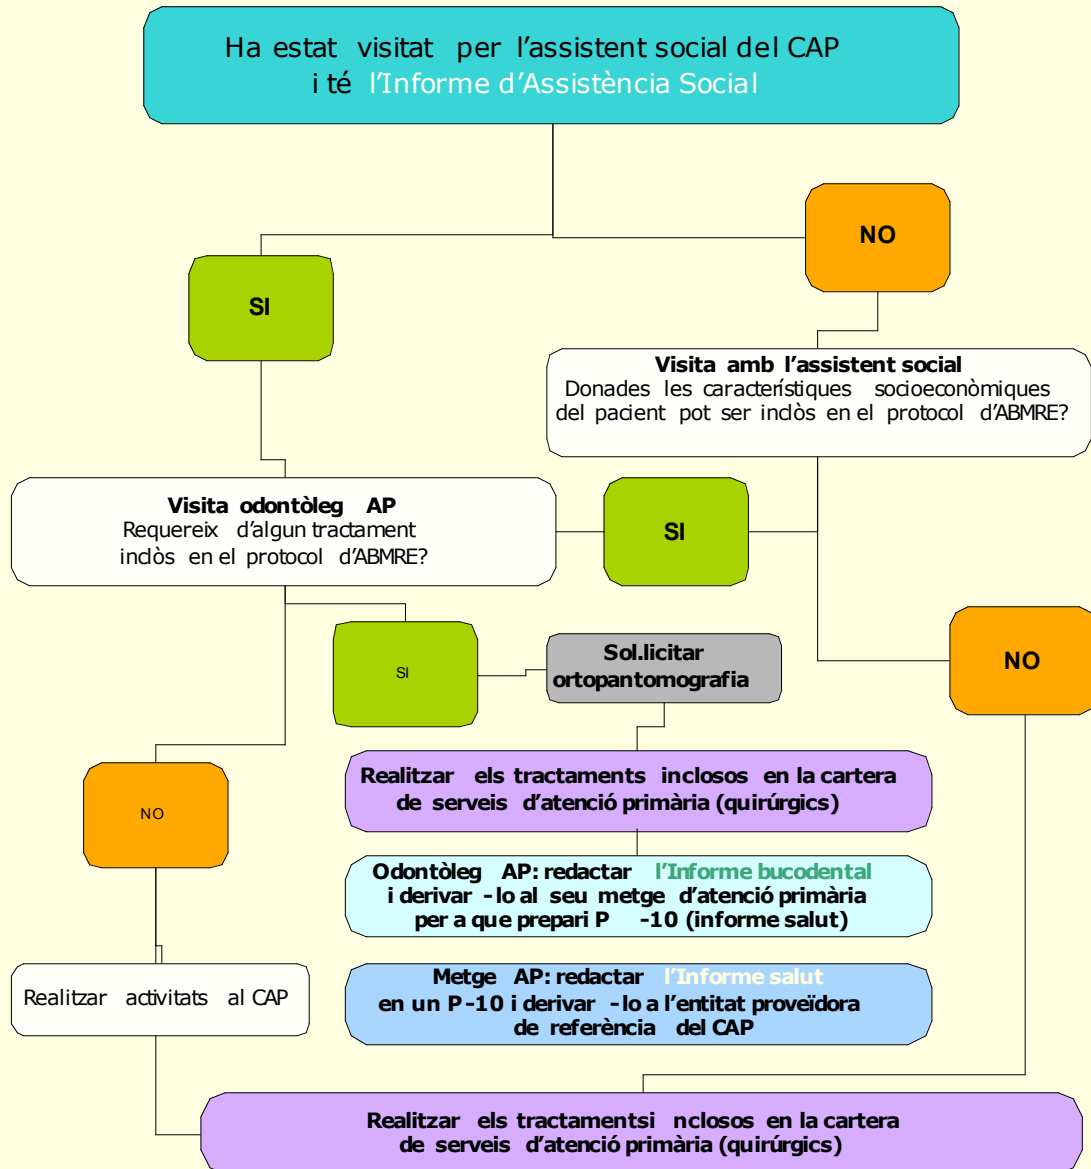 Ha estat visitat per l'assistent social del CAP
i té l'Informe d'Assistència Social
NO
SI
Visita amb l'assistent social
Donades les característiques socioeconòmiques
del pacient pot ser inclòs en el protocol d'ABMRE?
Visita odontòleg AP
Requereix d'algun tractament
inclòs en el protocol d'ABMRE?
SI
NO
SI
Sol.licitar
ortopantomografia
NO
Realitzar els tractaments inclosos en la cartera
de serveis d'atenció primària (quirúrgics)
Odontòleg AP: redactar l'Informe bucodental
i derivar -lo al seu metge d'atenció primària
per a que prepari P -10 (informe salut)
Realitzar activitats al CAP
Metge AP: redactar l'Informe salut
en un P-10 i derivar -lo a l'entitat proveïdora
de referència del CAP
Realitzar els tractamentsi nclosos en la cartera
de serveis d'atenció primària (quirúrgics)